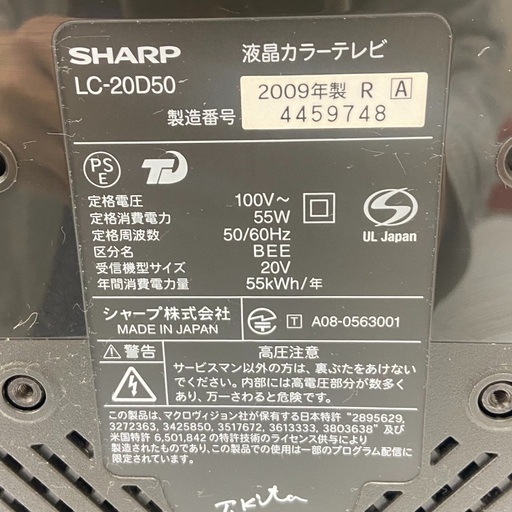 SHARP 液晶カラーテレビ
LC-20D50
2009年製 R A
製造番号 4459748
PS E
定格電圧 100V～
定格消費電力 55W
定格周波数 50/60Hz
区分名 BEE
受信機型サイズ 20V
年間消費電力量 55kWh/年
UL Japan
シャープ株式会社
MADE IN JAPAN
T A08-0563001
警告 高圧注意
サービスマン以外の方は、裏ぶたをあけない
でください。内部には高電圧部分が数多く
あり、万一さわると危険です。
この製品は、マクロヴィジョン社が保有する日本特許 "2895629,
3272363, 3425850, 3517672, 3613333, 3803638" 及び
米国特許 6,501,842 の特許技術のライセンス供与により
製造されたものであり、この製品での使用は一部のプログラム配信に
限定されています。